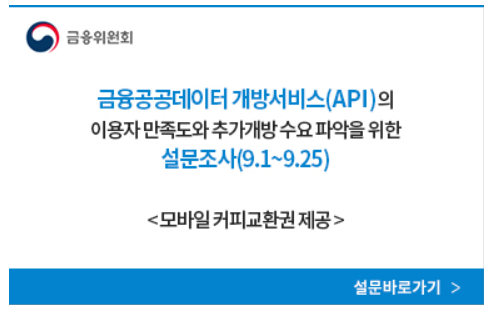 금융위원회
금융공공데이터 개방서비스(API)의
이용자 만족도와 추가개방 수요 파악을 위한
설문조사(9.1~9.25)
<모바일 커피교환권 제공>
설문바로가기 >